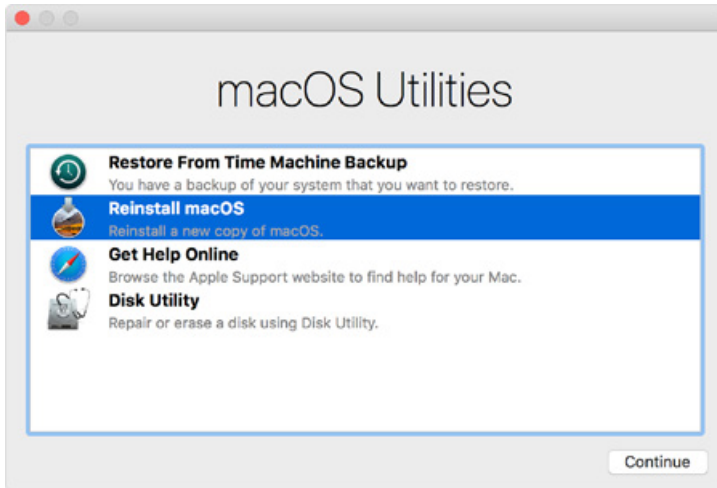 macOS Utilities
Restore From Time Machine Backup
You have a backup of your system that you want to restore.
Reinstall macOS
Reinstall a new copy of macOS.
Get Help Online
Browse the Apple Support website to find help for your Mac.
Disk Utility
Repair or erase a disk using Disk Utility.
Continue